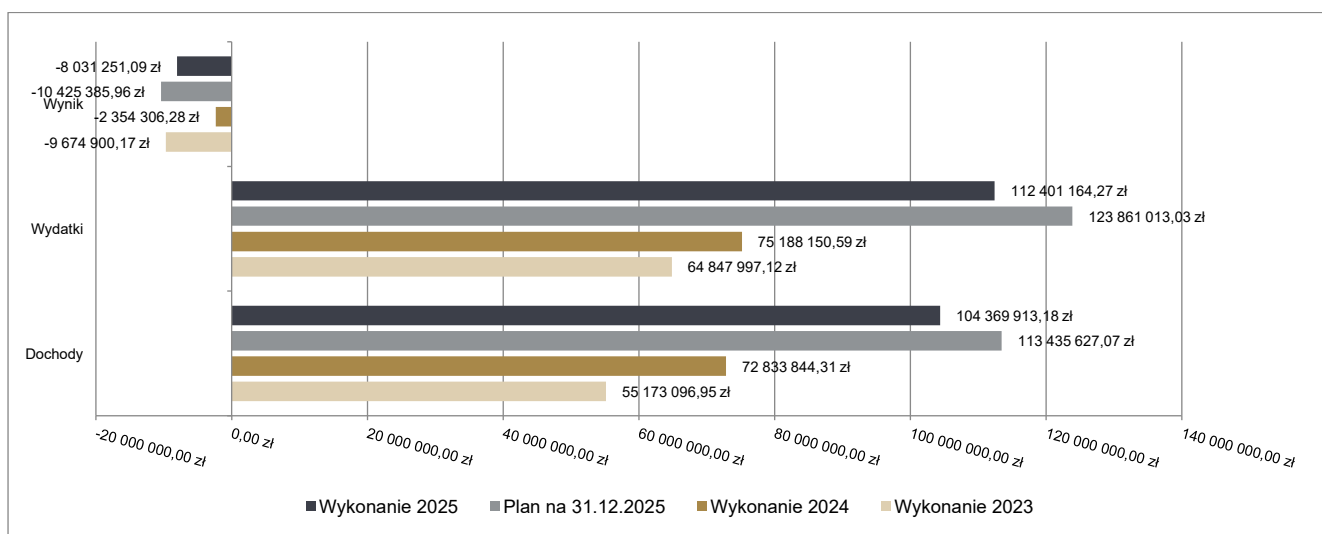 -8 031 251,09 zł
-10 425 385,96 zł
Wynik
-2 354 306,28 zł
-9 674 900,17 zł
112 401 164,27 zł
123 861 013,03 zł
Wydatki
75 188 150,59 zł
64 847 997,12 zł
104 369 913,18 zł
113 435 627,07 zł
Dochody
72 833 844,31 zł
55 173 096,95 zł
-20 000 000,00 zł 0,00 zł 20 000 000,00 zł 40 000 000,00 zł 60 000 000,00 zł 80 000 000,00 zł 100 000 000,00 zł 120 000 000,00 zł 140 000 000,00 zł
Wykonanie 2025 Plan na 31.12.2025 Wykonanie 2024 Wykonanie 2023